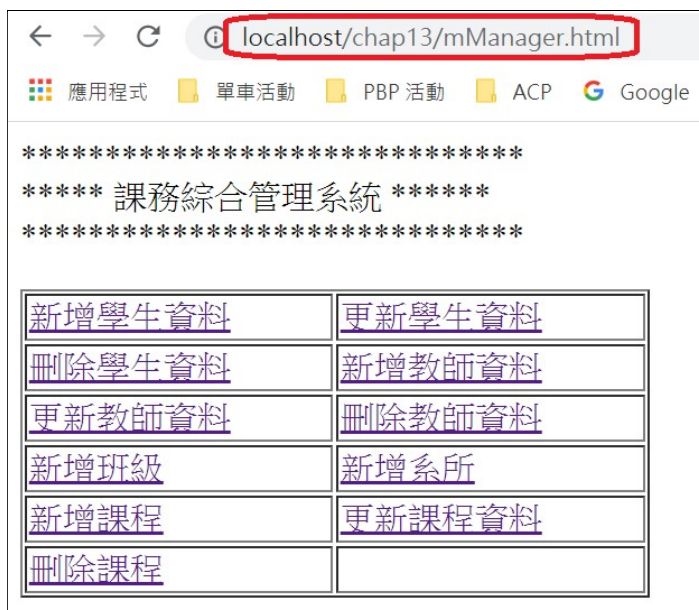 localhost/chap13/mManager.html
應用程式 單車活動 PBP 活動 ACP G Google
******************************
***** 課務綜合管理系統 ******
******************************
新增學生資料 更新學生資料
刪除學生資料 新增教師資料
更新教師資料 刪除教師資料
新增班級 新增系所
新增課程 更新課程資料
刪除課程